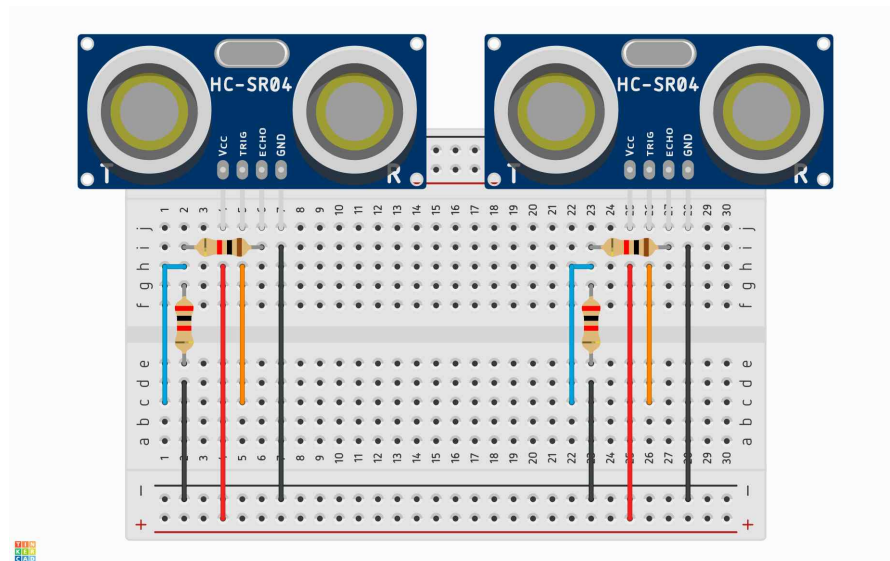 HC-SR04 HC-SR04
VCC TRIG ECHO GND VCC TRIG ECHO GND
T R T R
1 2 3 4 5 6 7 8 9 10 11 12 13 14 15 16 17 18 19 20 21 22 23 24 25 26 27 28 29 30
j j
i i
h h
g g
f f
e e
d d
c c
b b
a a
1 2 3 4 5 6 7 8 9 10 11 12 13 14 15 16 17 18 19 20 21 22 23 24 25 26 27 28 29 30
- -
+ +
TIN
KER
CAD